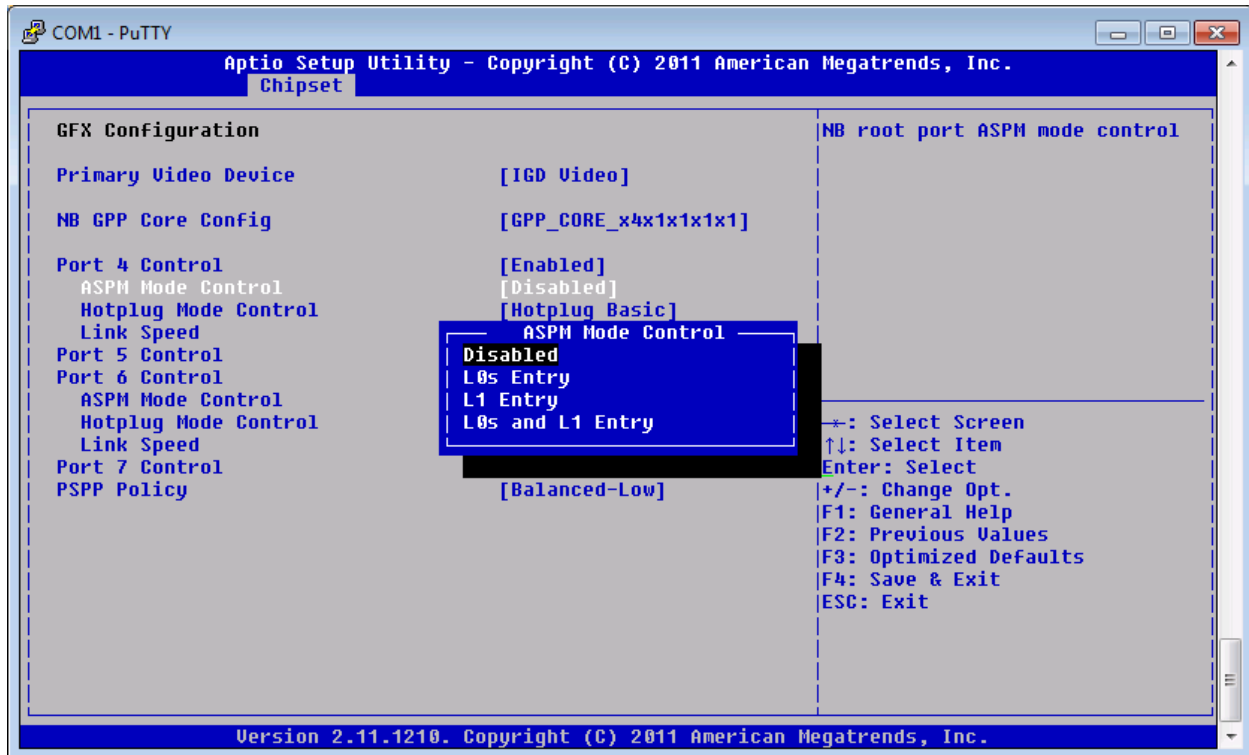 COM1 - PuTTY
Aptio Setup Utility - Copyright (C) 2011 American Megatrends, Inc.
Chipset
GFX Configuration
NB root port ASPM mode control
Primary Video Device [IGD Video]
NB GPP Core Config [GPP_CORE_x4x1x1x1x1]
Port 4 Control [Enabled]
ASPM Mode Control [Disabled]
Hotplug Mode Control [Hotplug Basic]
Link Speed
ASPM Mode Control
Port 5 Control
Disabled
Port 6 Control
L0s Entry
ASPM Mode Control
L1 Entry
Hotplug Mode Control
L0s and L1 Entry
Link Speed
Port 7 Control
PSPP Policy [Balanced-Low]
→←: Select Screen
↑↓: Select Item
Enter: Select
+/-: Change Opt.
F1: General Help
F2: Previous Values
F3: Optimized Defaults
F4: Save & Exit
ESC: Exit
Version 2.11.1210. Copyright (C) 2011 American Megatrends, Inc.